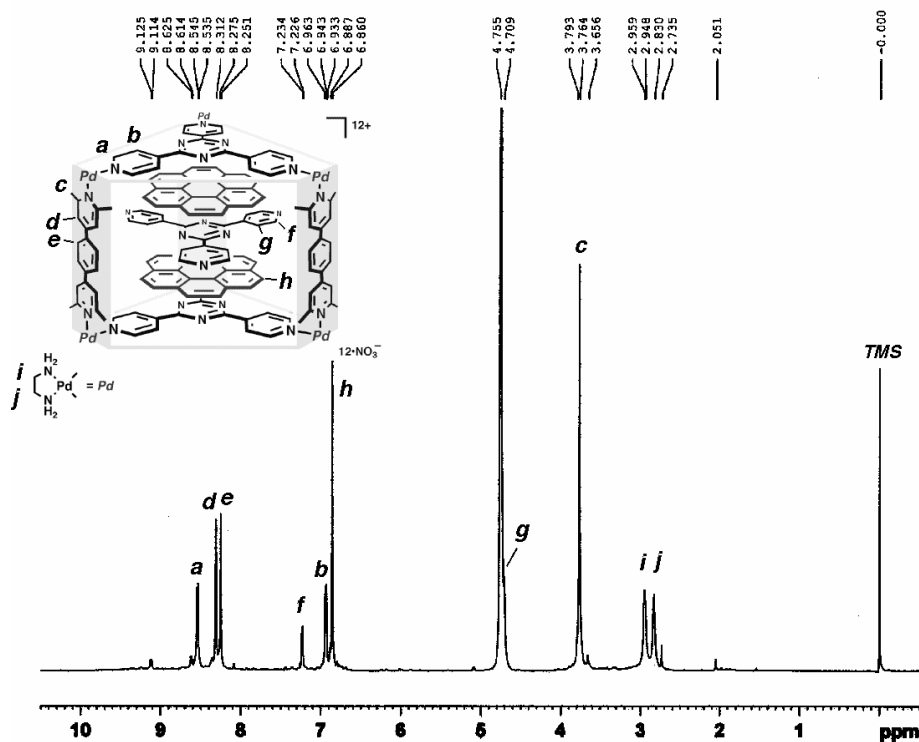 9.125
9.114
8.625
8.614
8.545
8.535
8.312
8.275
8.251
7.234
7.226
6.963
6.943
6.933
6.887
6.860
4.755
4.709
3.793
3.764
3.656
2.959
2.948
2.830
2.735
2.051
-0.000
Pd
12+
a b
N
N N
N N N
Pd Pd
c N N
d
e
N N
N N
N
g f
N
h
N N
N N N N
Pd Pd
12•NO₃⁻
i H₂
N
Pd = Pd
j N
H₂
a
d
e
f
b
h
g
c
i
j
TMS
10 9 8 7 6 5 4 3 2 1 ppm